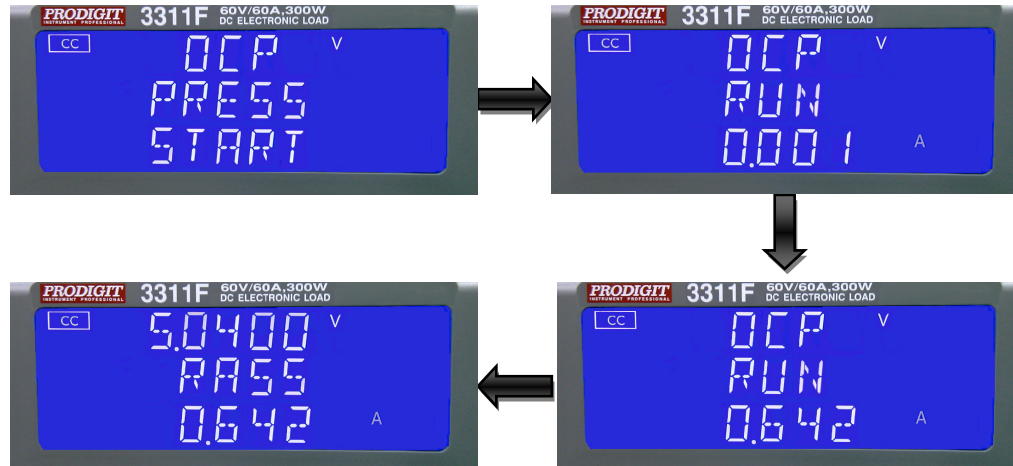 PRODIGIT
INSTRUMENT PROFESSIONAL
3311F
60V/60A,300W
DC ELECTRONIC LOAD
CC
OCP V
PRESS
START
PRODIGIT
INSTRUMENT PROFESSIONAL
3311F
60V/60A,300W
DC ELECTRONIC LOAD
CC
OCP V
RUN
0.001 A
PRODIGIT
INSTRUMENT PROFESSIONAL
3311F
60V/60A,300W
DC ELECTRONIC LOAD
CC
5.0400 V
RASS
0.642 A
PRODIGIT
INSTRUMENT PROFESSIONAL
3311F
60V/60A,300W
DC ELECTRONIC LOAD
CC
OCP V
RUN
0.642 A